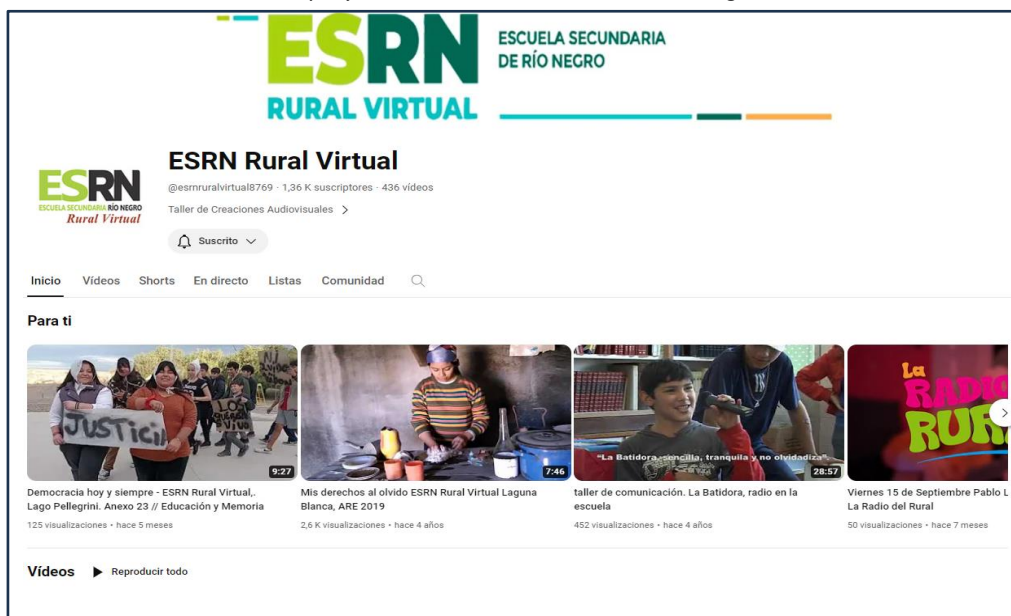 ESRN
ESCUELA SECUNDARIA
DE RÍO NEGRO
RURAL VIRTUAL
ESRN
ESCUELA SECUNDARIA RÍO NEGRO
Rural Virtual
ESRN Rural Virtual
@esrnruralvirtual8769 · 1,36 K suscriptores · 436 vídeos
Taller de Creaciones Audiovisuales >
Suscrito
Inicio Vídeos Shorts En directo Listas Comunidad
Para ti
JUSTICIA
LOS
9:27
7:46
"La Batidora, sencilla, tranquila y no olvidadiza".
28:57
La
RADIO
RUR
Democracia hoy y siempre - ESRN Rural Virtual,.
Lago Pellegrini. Anexo 23 // Educación y Memoria
125 visualizaciones • hace 5 meses
Mis derechos al olvido ESRN Rural Virtual Laguna
Blanca, ARE 2019
2,6 K visualizaciones • hace 4 años
taller de comunicación. La Batidora, radio en la
escuela
452 visualizaciones • hace 4 años
Viernes 15 de Septiembre Pablo L
La Radio del Rural
50 visualizaciones • hace 7 meses
Vídeos Reproducir todo